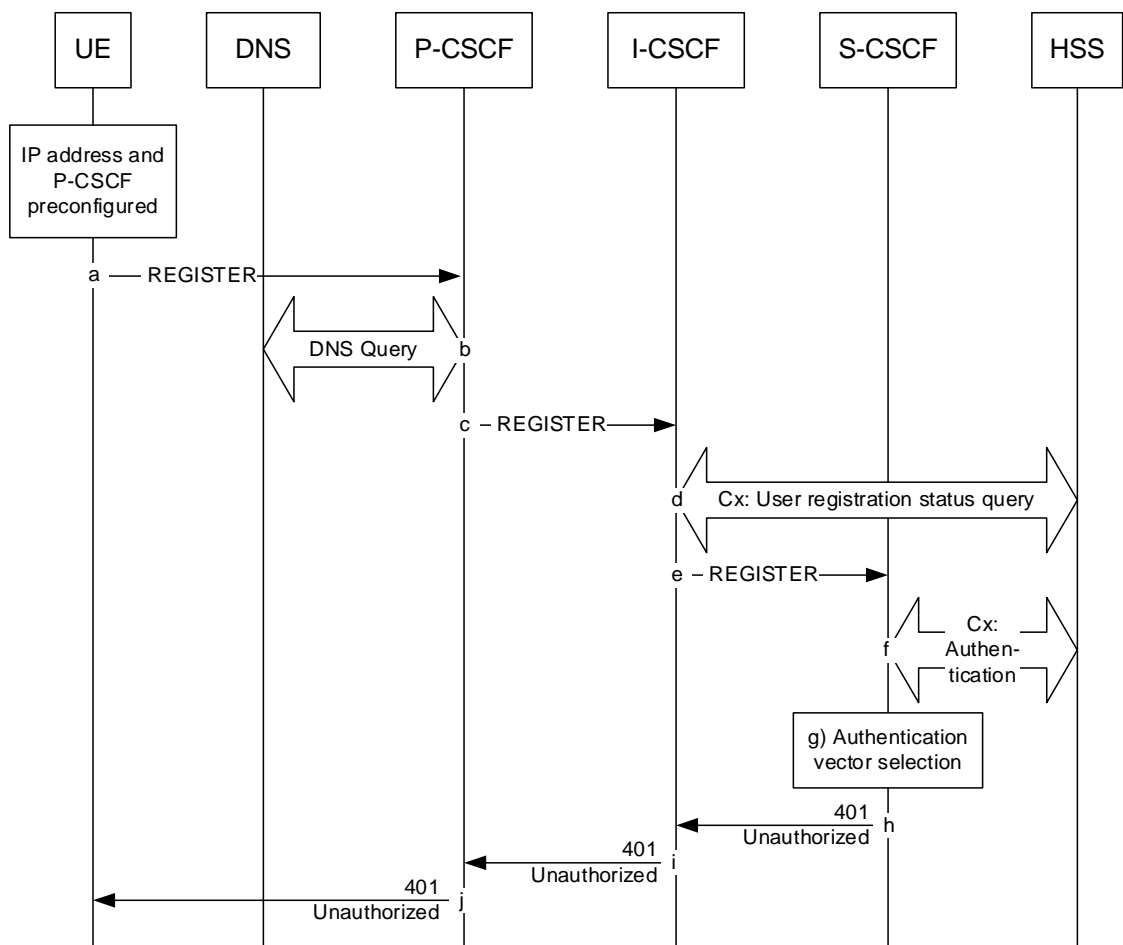 UE
DNS
P-CSCF
I-CSCF
S-CSCF
HSS
IP address and
P-CSCF
preconfigured
a
REGISTER
DNS Query
b
c
REGISTER
d
Cx: User registration status query
e
REGISTER
f
Cx:
Authen-
tication
g) Authentication
vector selection
401
Unauthorized
h
401
Unauthorized
i
401
Unauthorized
j